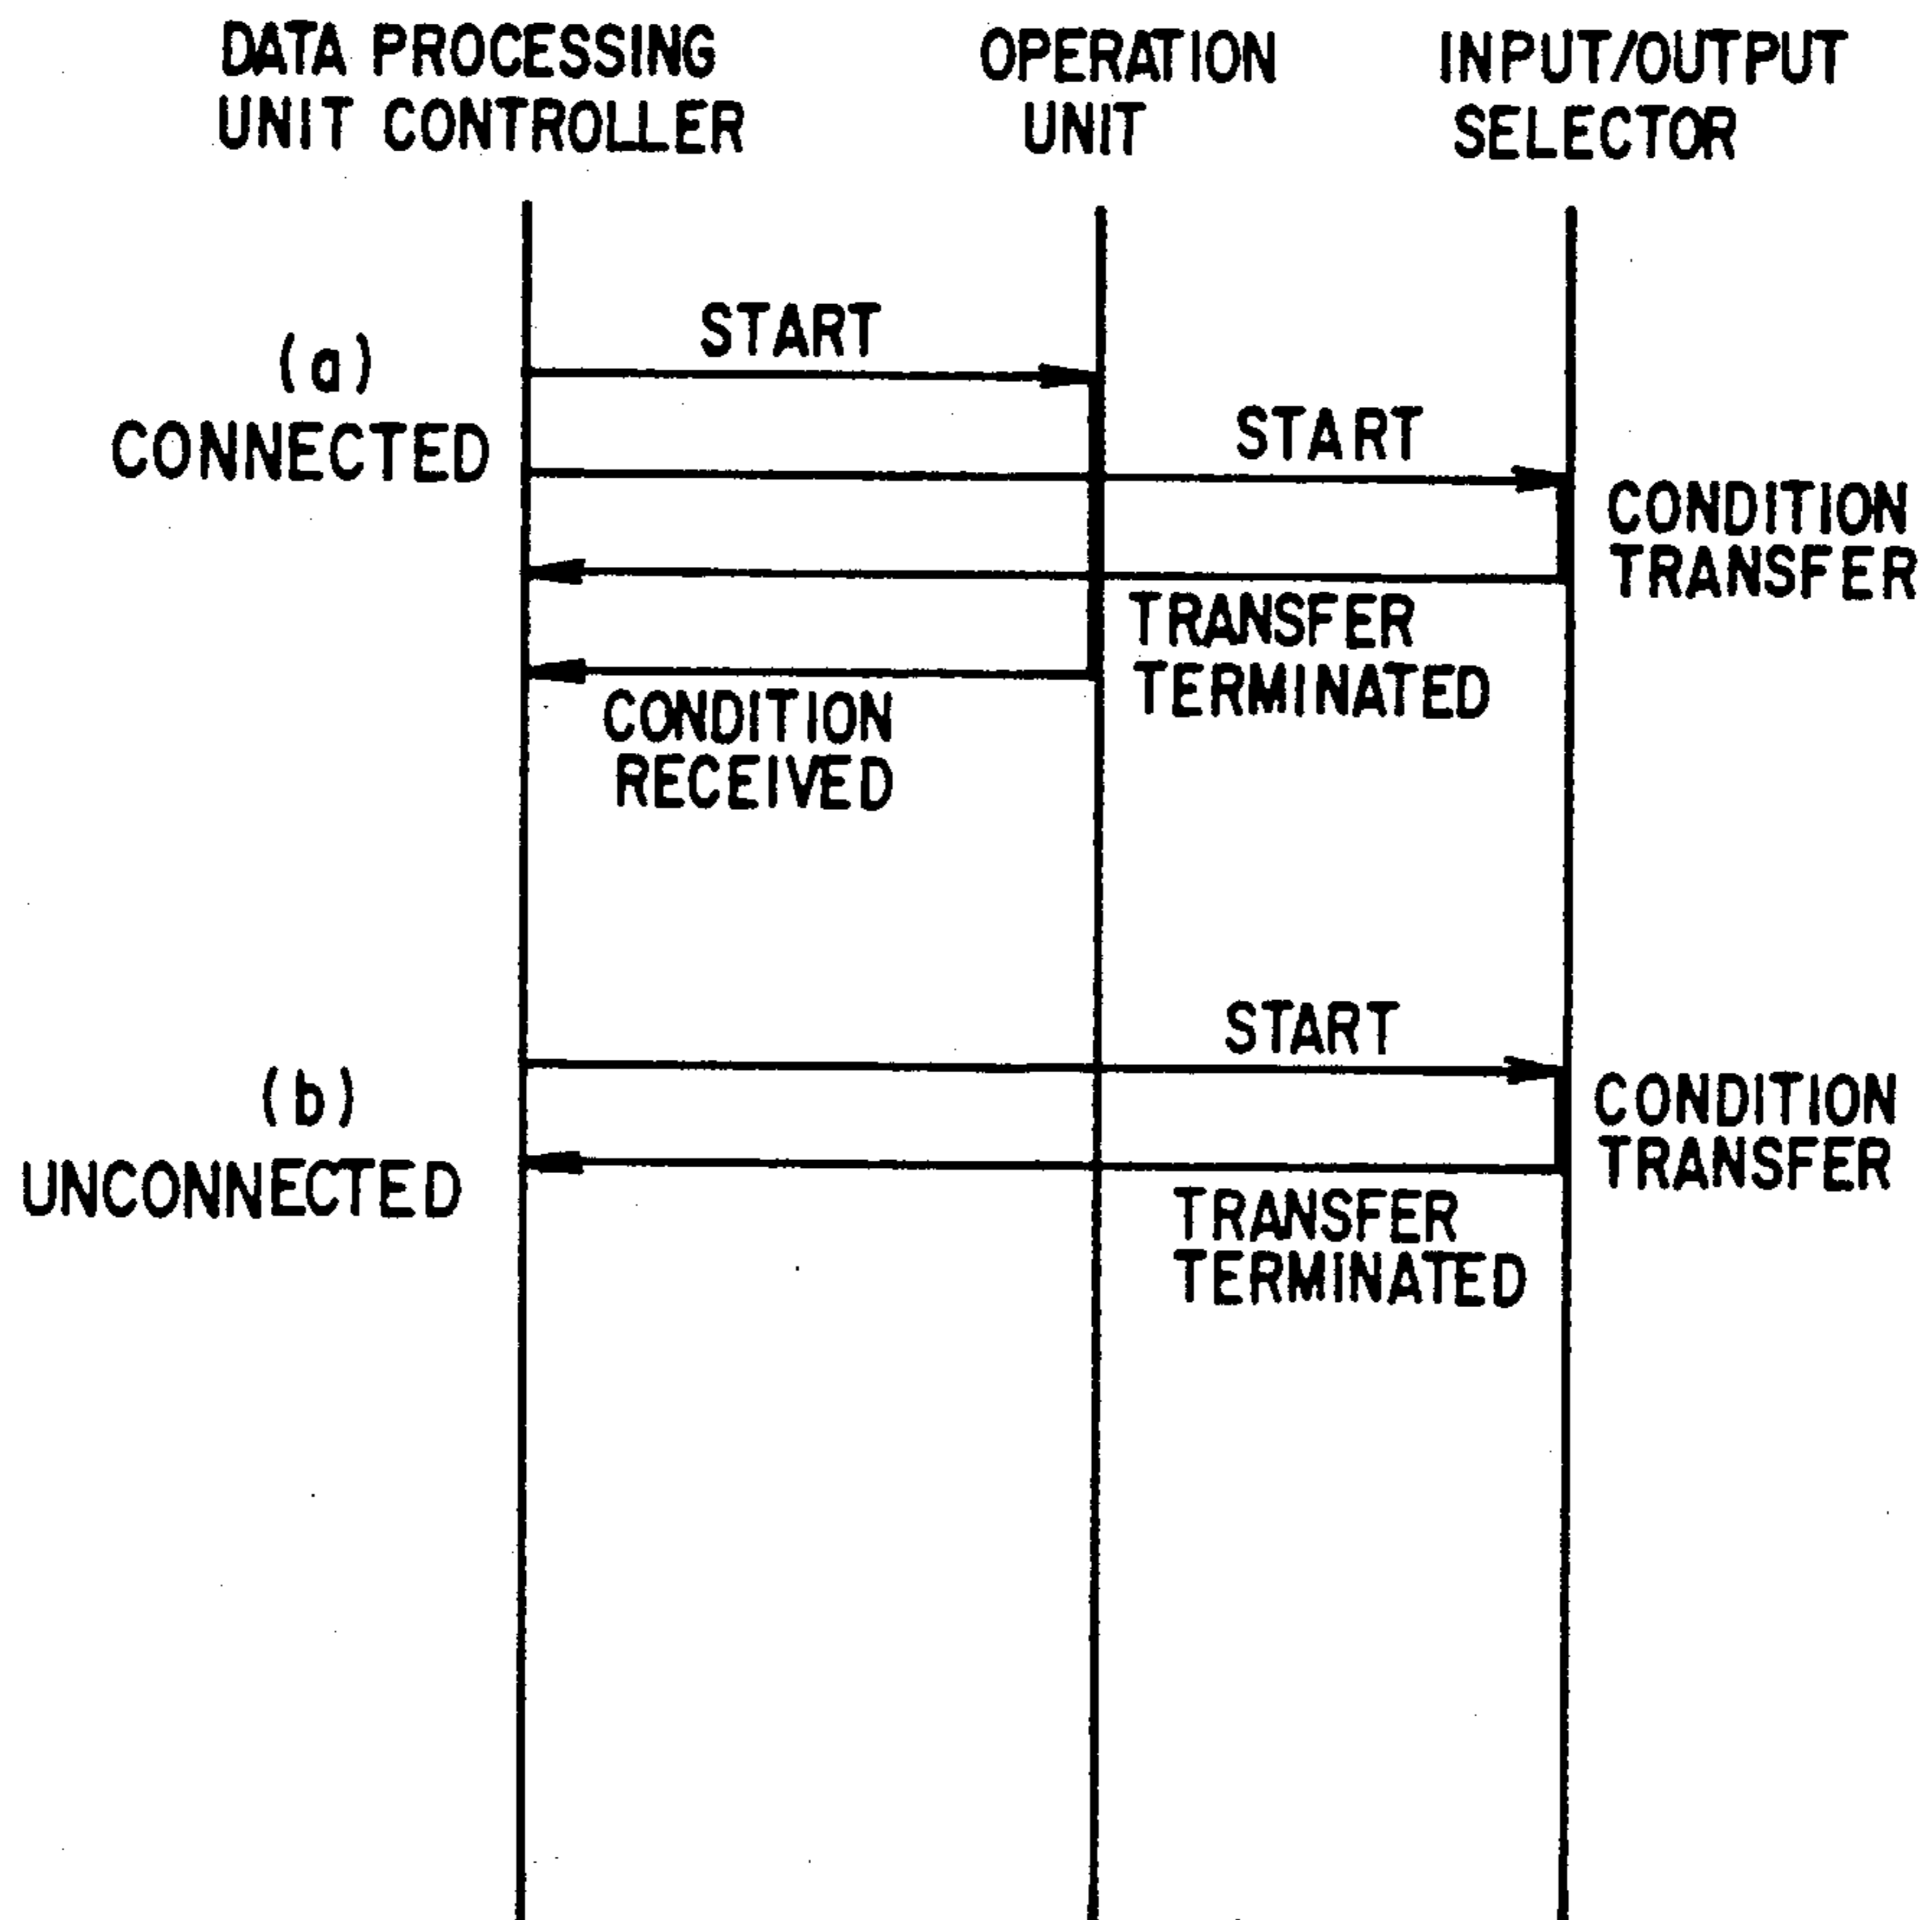 DATA PROCESSING
UNIT CONTROLLER
OPERATION
UNIT
INPUT/OUTPUT
SELECTOR
START
(a)
CONNECTED
START
CONDITION
TRANSFER
TRANSFER
TERMINATED
CONDITION
RECEIVED
START
(b)
UNCONNECTED
CONDITION
TRANSFER
TRANSFER
TERMINATED